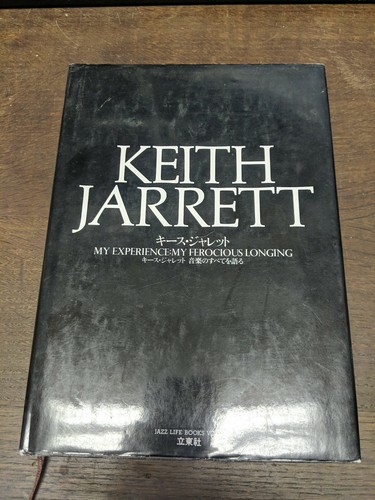 KEITH
JARRETT
キース・ジャレット
MY EXPERIENCE:MY FEROCIOUS LONGING
キース・ジャレット 音楽のすべてを語る
JAZZ LIFE BOOKS
立東社